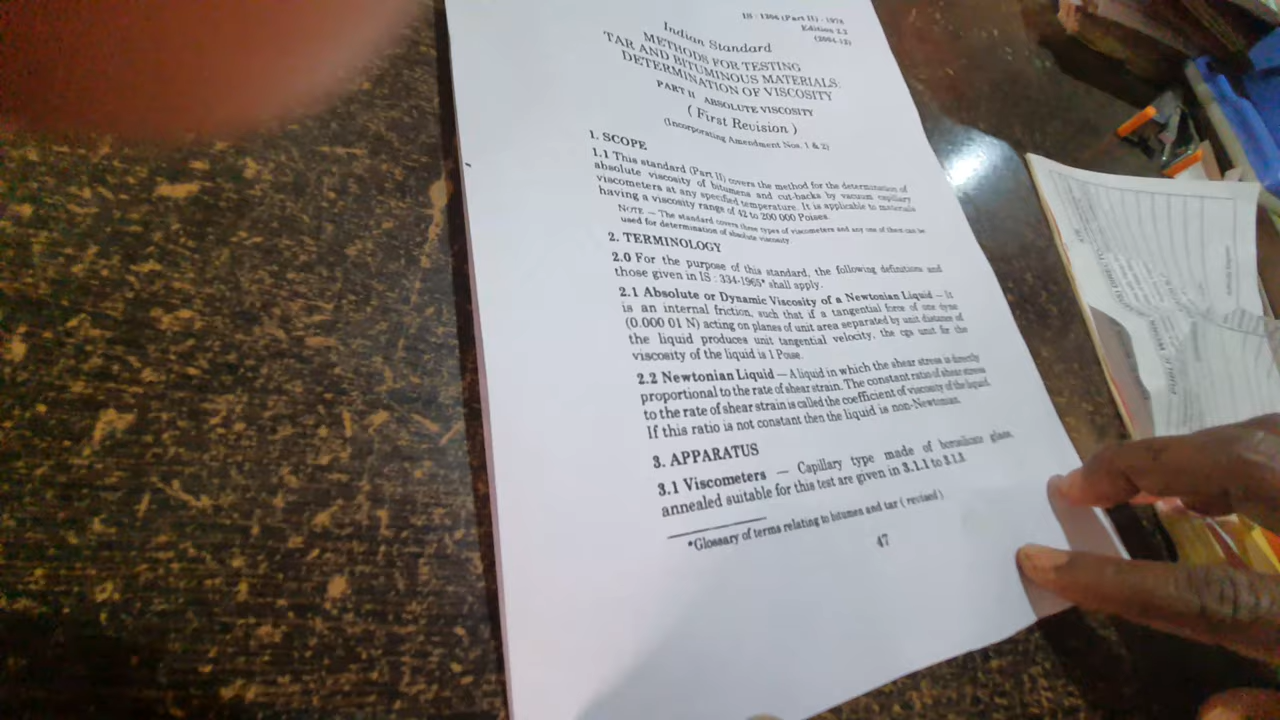 IS : 1206 (Part II) - 1978
Edition 2.2
(2004-12)
Indian Standard
METHODS FOR TESTING
TAR AND BITUMINOUS MATERIALS:
DETERMINATION OF VISCOSITY
PART II ABSOLUTE VISCOSITY
( First Revision )
(Incorporating Amendment Nos. 1 & 2)
1. SCOPE
1.1 This standard (Part II) covers the method for the determination of
absolute viscosity of bitumens and cut-backs by vacuum capillary
viscometers at any specified temperature. It is applicable to materials
having a viscosity range of 42 to 200 000 Poises.
NOTE — The standard covers three types of viscometers and any one of them can be
used for determination of absolute viscosity.
2. TERMINOLOGY
2.0 For the purpose of this standard, the following definitions and
those given in IS : 334-1965* shall apply.
2.1 Absolute or Dynamic Viscosity of a Newtonian Liquid — It
is an internal friction, such that if a tangential force of one dyne
(0.000 01 N) acting on planes of unit area separated by unit distance of
the liquid produces unit tangential velocity, the cgs unit for the
viscosity of the liquid is 1 Poise.
2.2 Newtonian Liquid — A liquid in which the shear stress is directly
proportional to the rate of shear strain. The constant ratio of shear stress
to the rate of shear strain is called the coefficient of viscosity of the liquid.
If this ratio is not constant then the liquid is non-Newtonian.
3. APPARATUS
3.1 Viscometers — Capillary type made of borosilicate glass,
annealed suitable for this test are given in 3.1.1 to 3.1.3
*Glossary of terms relating to bitumen and tar ( revised )
47